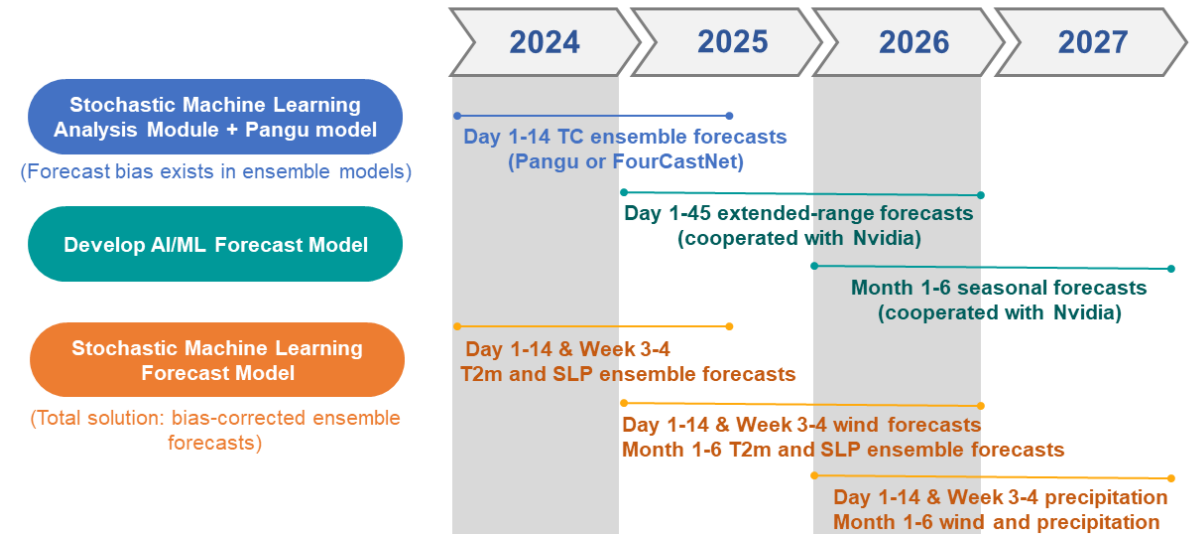 2024
2025
2026
2027
Stochastic Machine Learning
Analysis Module + Pangu model
(Forecast bias exists in ensemble models)
Day 1-14 TC ensemble forecasts
(Pangu or FourCastNet)
Develop AI/ML Forecast Model
Day 1-45 extended-range forecasts
(cooperated with Nvidia)
Month 1-6 seasonal forecasts
(cooperated with Nvidia)
Stochastic Machine Learning
Forecast Model
(Total solution: bias-corrected ensemble
forecasts)
Day 1-14 & Week 3-4
T2m and SLP ensemble forecasts
Day 1-14 & Week 3-4 wind forecasts
Month 1-6 T2m and SLP ensemble forecasts
Day 1-14 & Week 3-4 precipitation
Month 1-6 wind and precipitation